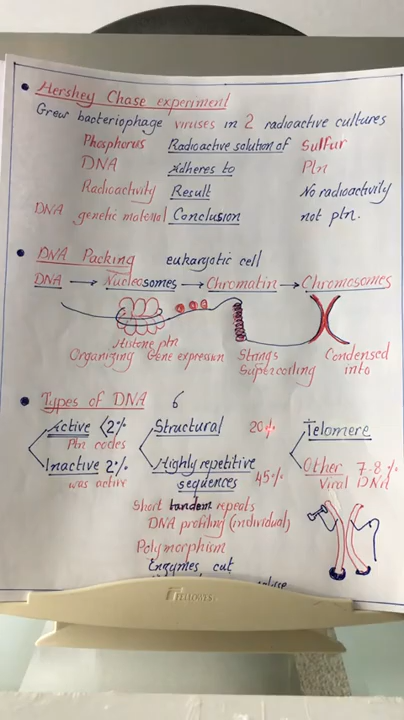 Hershey Chase experiment
Grew bacteriophage viruses in 2 radioactive cultures
Phosphorus Radioactive solution of Sulfur
DNA Adheres to Ptn
Radioactivity Result No radioactivity
DNA genetic material Conclusion not ptn.
DNA Packing eukaryotic cell
DNA → Nucleosomes → Chromatin → Chromosomes
Histone ptn
Organizing Gene expression Strings Supercoiling Condensed into
Types of DNA 6
Active <2% Structural 20% Telomere
Ptn codes
Inactive 2% Highly repetitive sequences 45% Other 7-8%
was active Viral DNA
Short tandem repeats
DNA profiling (individual)
Polymorphism
Enzymes cut
FELLOWES